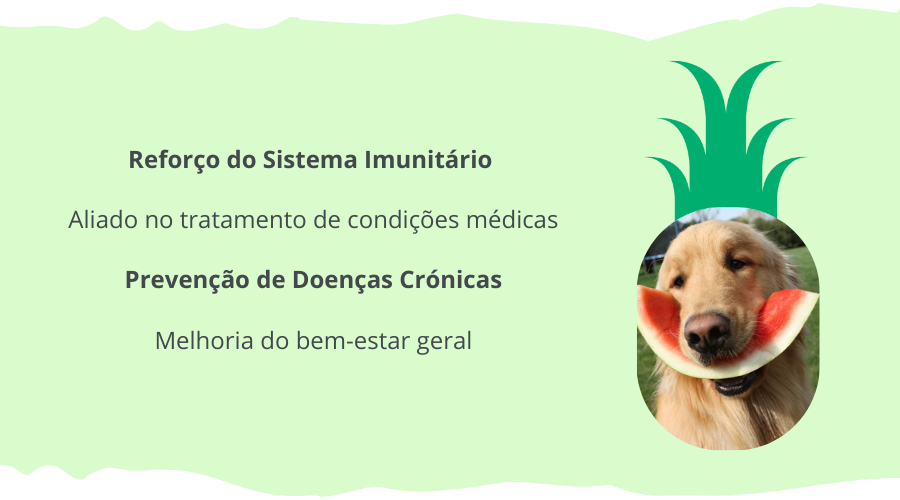 Reforço do Sistema Imunitário
Aliado no tratamento de condições médicas
Prevenção de Doenças Crónicas
Melhoria do bem-estar geral